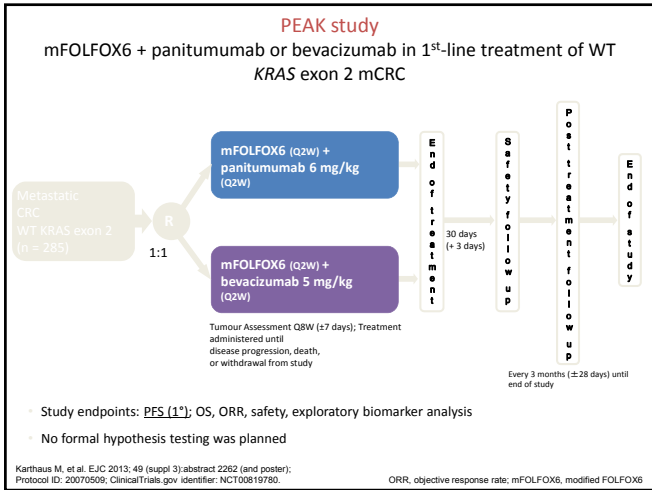 PEAK study
mFOLFOX6 + panitumumab or bevacizumab in 1st-line treatment of WT
KRAS exon 2 mCRC
Metastatic
CRC
WT KRAS exon 2
(n = 285)
R
1:1
mFOLFOX6 (Q2W) +
panitumumab 6 mg/kg
(Q2W)
mFOLFOX6 (Q2W) +
bevacizumab 5 mg/kg
(Q2W)
Tumour Assessment Q8W (±7 days); Treatment
administered until
disease progression, death,
or withdrawal from study
End of treatment
30 days
(+ 3 days)
Safety follow up
Post treatment follow up
End of study
Every 3 months (±28 days) until
end of study
• Study endpoints: PFS (1°); OS, ORR, safety, exploratory biomarker analysis
• No formal hypothesis testing was planned
Karthaus M, et al. EJC 2013; 49 (suppl 3):abstract 2262 (and poster);
Protocol ID: 20070509; ClinicalTrials.gov identifier: NCT00819780.
ORR, objective response rate; mFOLFOX6, modified FOLFOX6